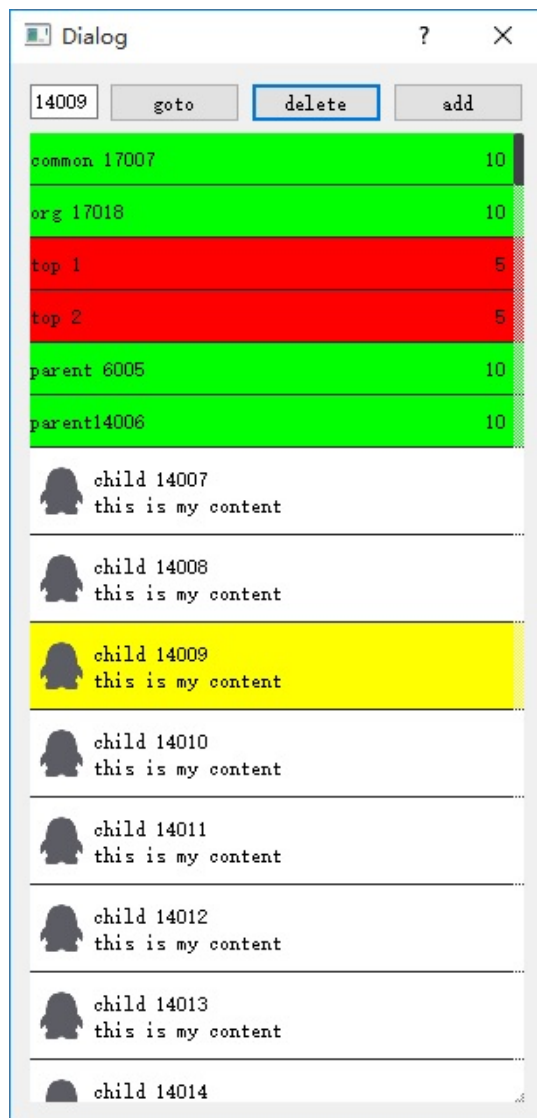 Dialog
?
14009 goto delete add
common 17007 10
org 17018 10
top 1 5
top 2 5
parent 6005 10
parent14006 10
child 14007
this is my content
child 14008
this is my content
child 14009
this is my content
child 14010
this is my content
child 14011
this is my content
child 14012
this is my content
child 14013
this is my content
child 14014